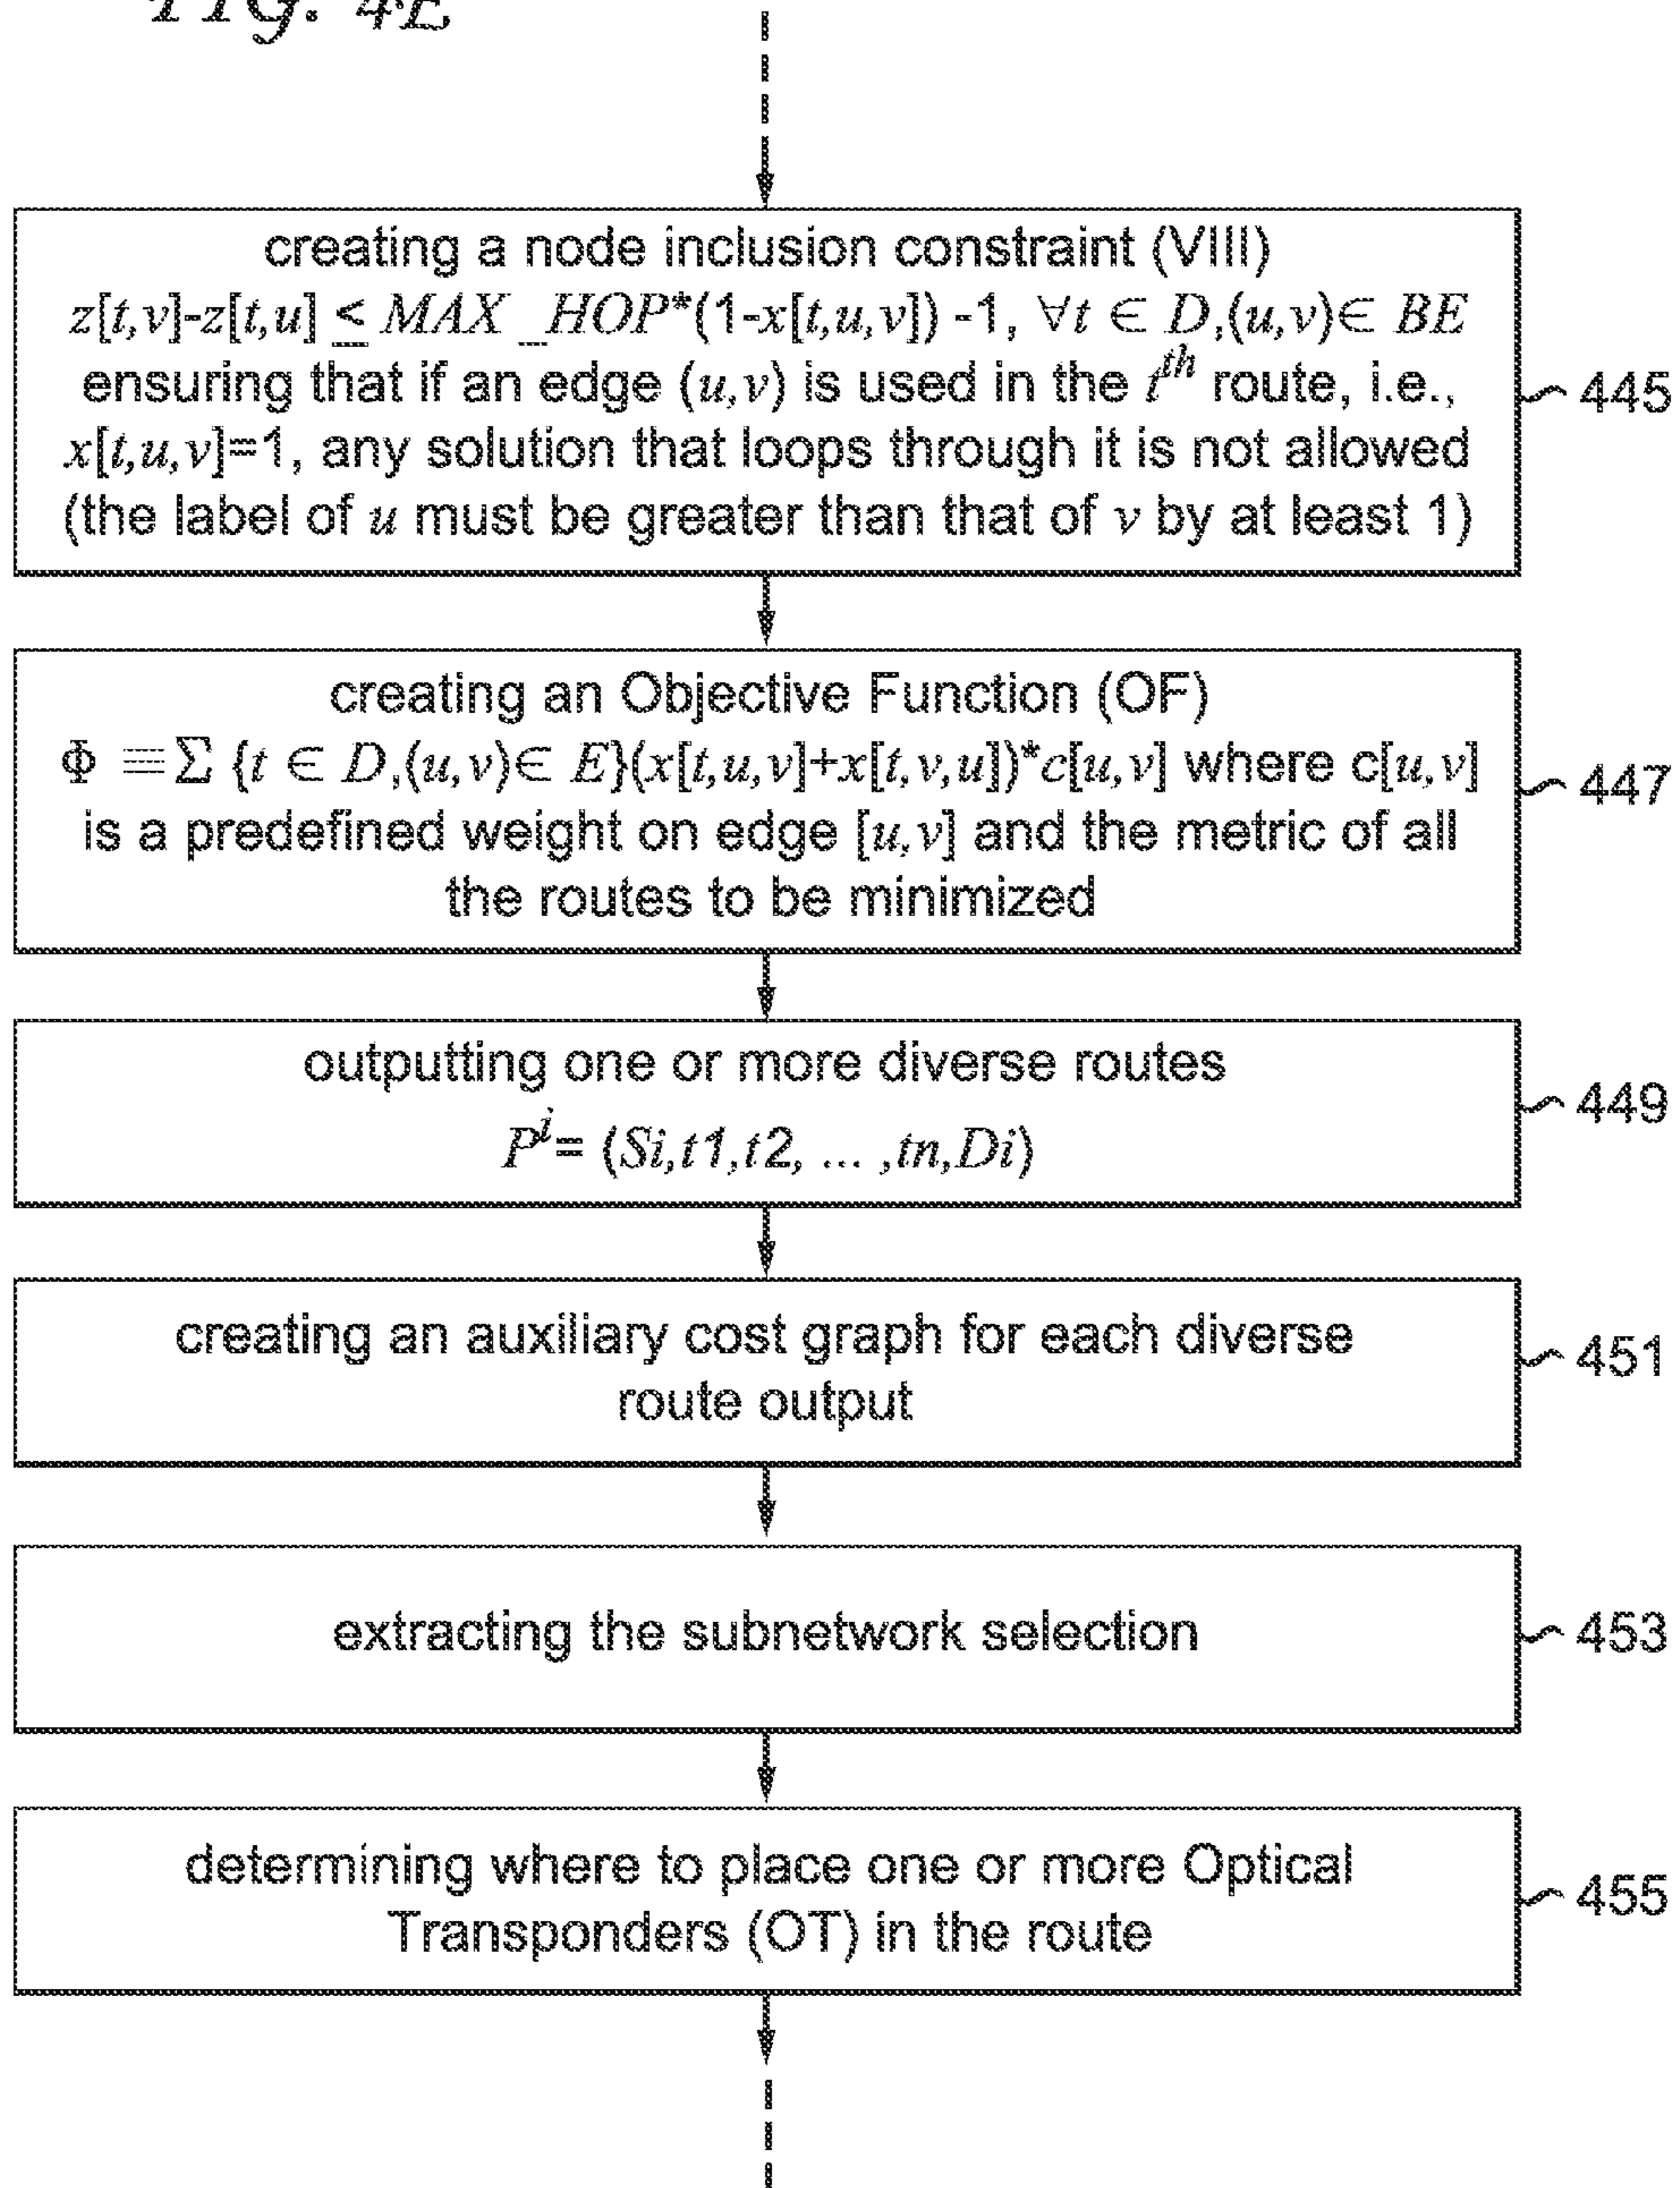 FIG. 4E
creating a node inclusion constraint (VIII)
z[t,v]-z[t,u] ≤ MAX_HOP*(1-x[t,u,v]) -1, ∀t ∈ D,(u,v)∈ BE
ensuring that if an edge (u,v) is used in the tth route, i.e.,
x[t,u,v]=1, any solution that loops through it is not allowed
(the label of u must be greater than that of v by at least 1)
445
creating an Objective Function (OF)
Φ ≡ Σ {t ∈ D,(u,v)∈ E}(x[t,u,v]+x[t,v,u])*c[u,v] where c[u,v]
is a predefined weight on edge [u,v] and the metric of all
the routes to be minimized
447
outputting one or more diverse routes
Pi= (Si,t1,t2, ... ,tn,Di)
449
creating an auxiliary cost graph for each diverse
route output
451
extracting the subnetwork selection
453
determining where to place one or more Optical
Transponders (OT) in the route
455